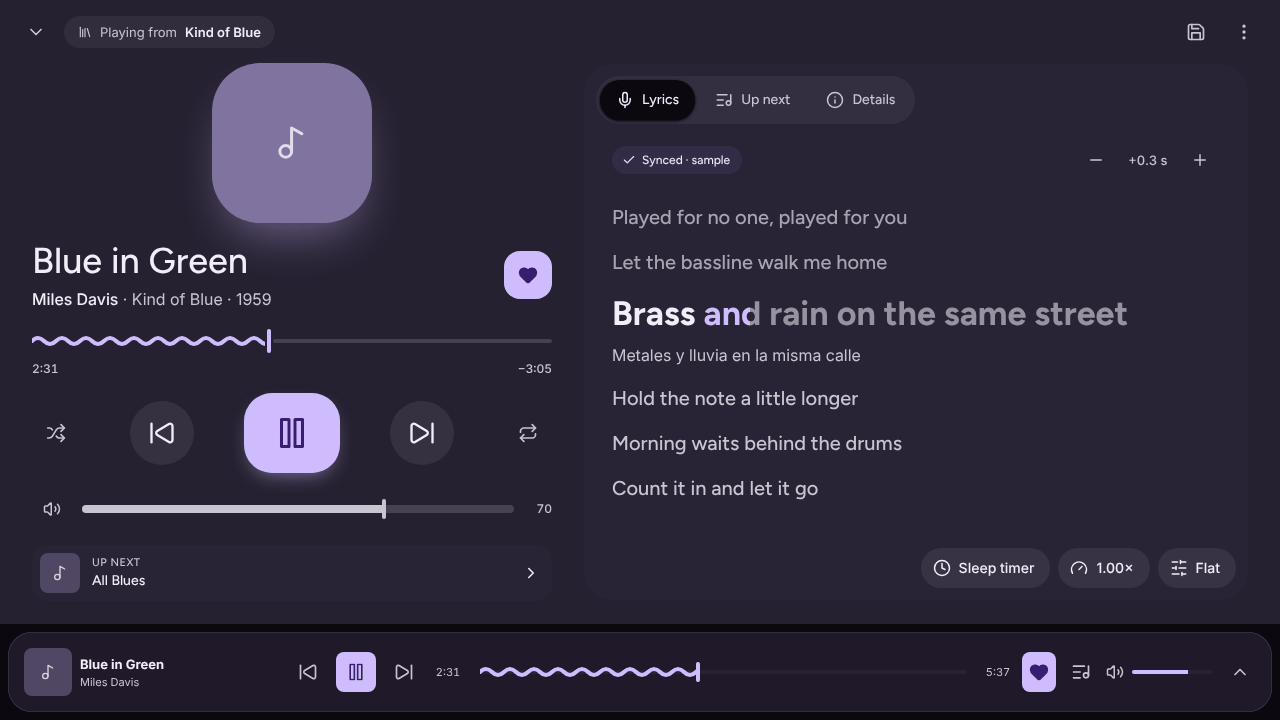 Playing from Kind of Blue
Blue in Green
Miles Davis · Kind of Blue · 1959
2:31
−3:05
70
UP NEXT
All Blues
Lyrics
Up next
Details
Synced · sample
+0.3 s
Played for no one, played for you
Let the bassline walk me home
Brass and rain on the same street
Metales y lluvia en la misma calle
Hold the note a little longer
Morning waits behind the drums
Count it in and let it go
Sleep timer
1.00×
Flat
Blue in Green
Miles Davis
2:31
5:37